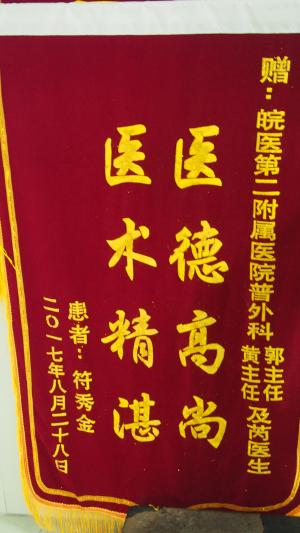 赠：皖医第二附属医院普外科 郭主任 黄主任 及芮医生
医德高尚
医术精湛
患者：符秀金
二〇一七年八月二十八日